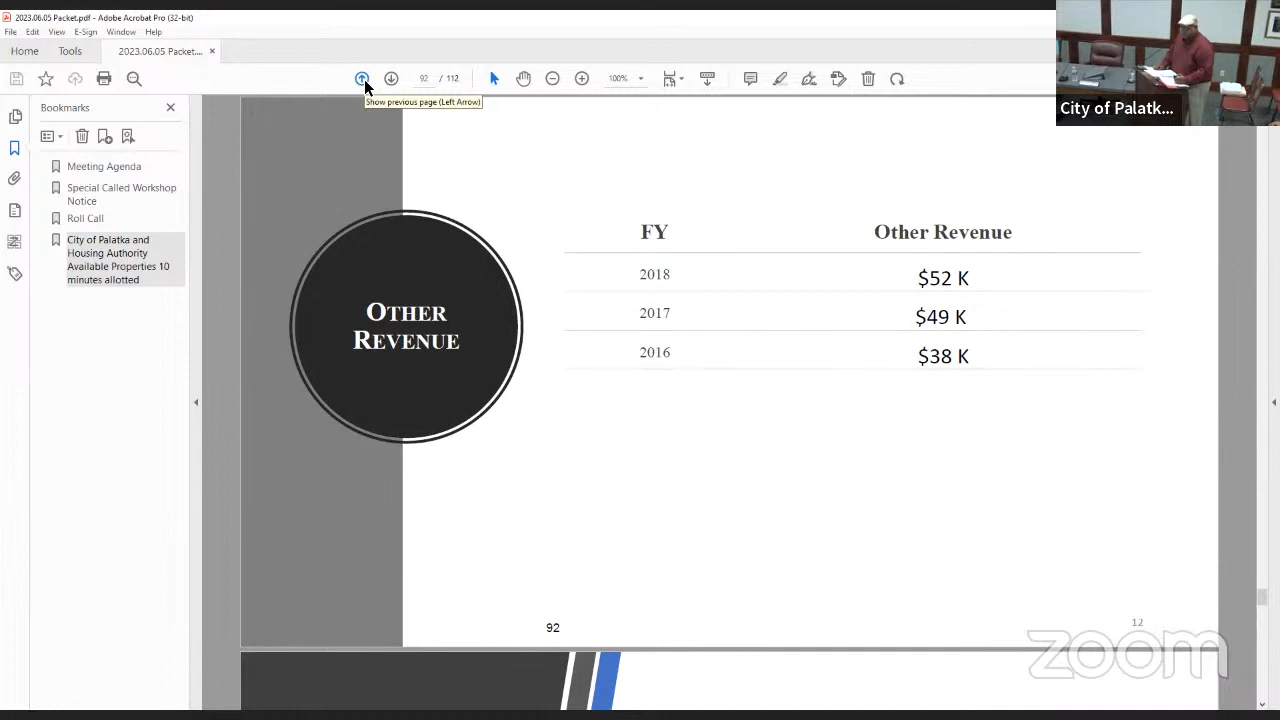 2023.06.05 Packet.pdf - Adobe Acrobat Pro (32-bit)
File Edit View E-Sign Window Help
Home Tools 2023.06.05 Packet.... ×
92 / 112 100%
Show previous page (Left Arrow)
City of Palatk...
Bookmarks
Meeting Agenda
Special Called Workshop
Notice
Roll Call
City of Palatka and
Housing Authority
Available Properties 10
minutes allotted
OTHER
REVENUE
FY Other Revenue
2018 $52 K
2017 $49 K
2016 $38 K
92
12
zoom